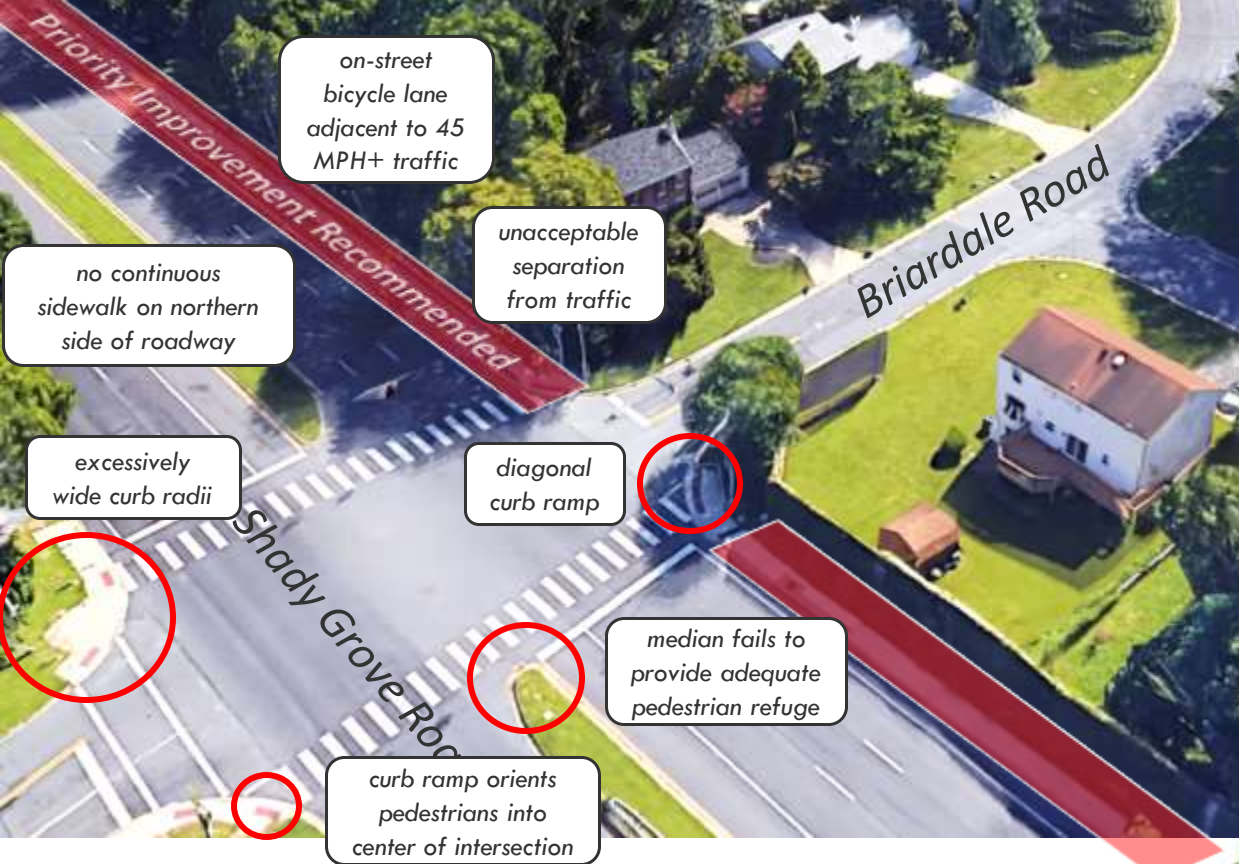 Priority Improvement Recommended
on-street
bicycle lane
adjacent to 45
MPH+ traffic
unacceptable
separation
from traffic
Briardale Road
no continuous
sidewalk on northern
side of roadway
excessively
wide curb radii
diagonal
curb ramp
Shady Grove
median fails to
provide adequate
pedestrian refuge
curb ramp orients
pedestrians into
center of intersection